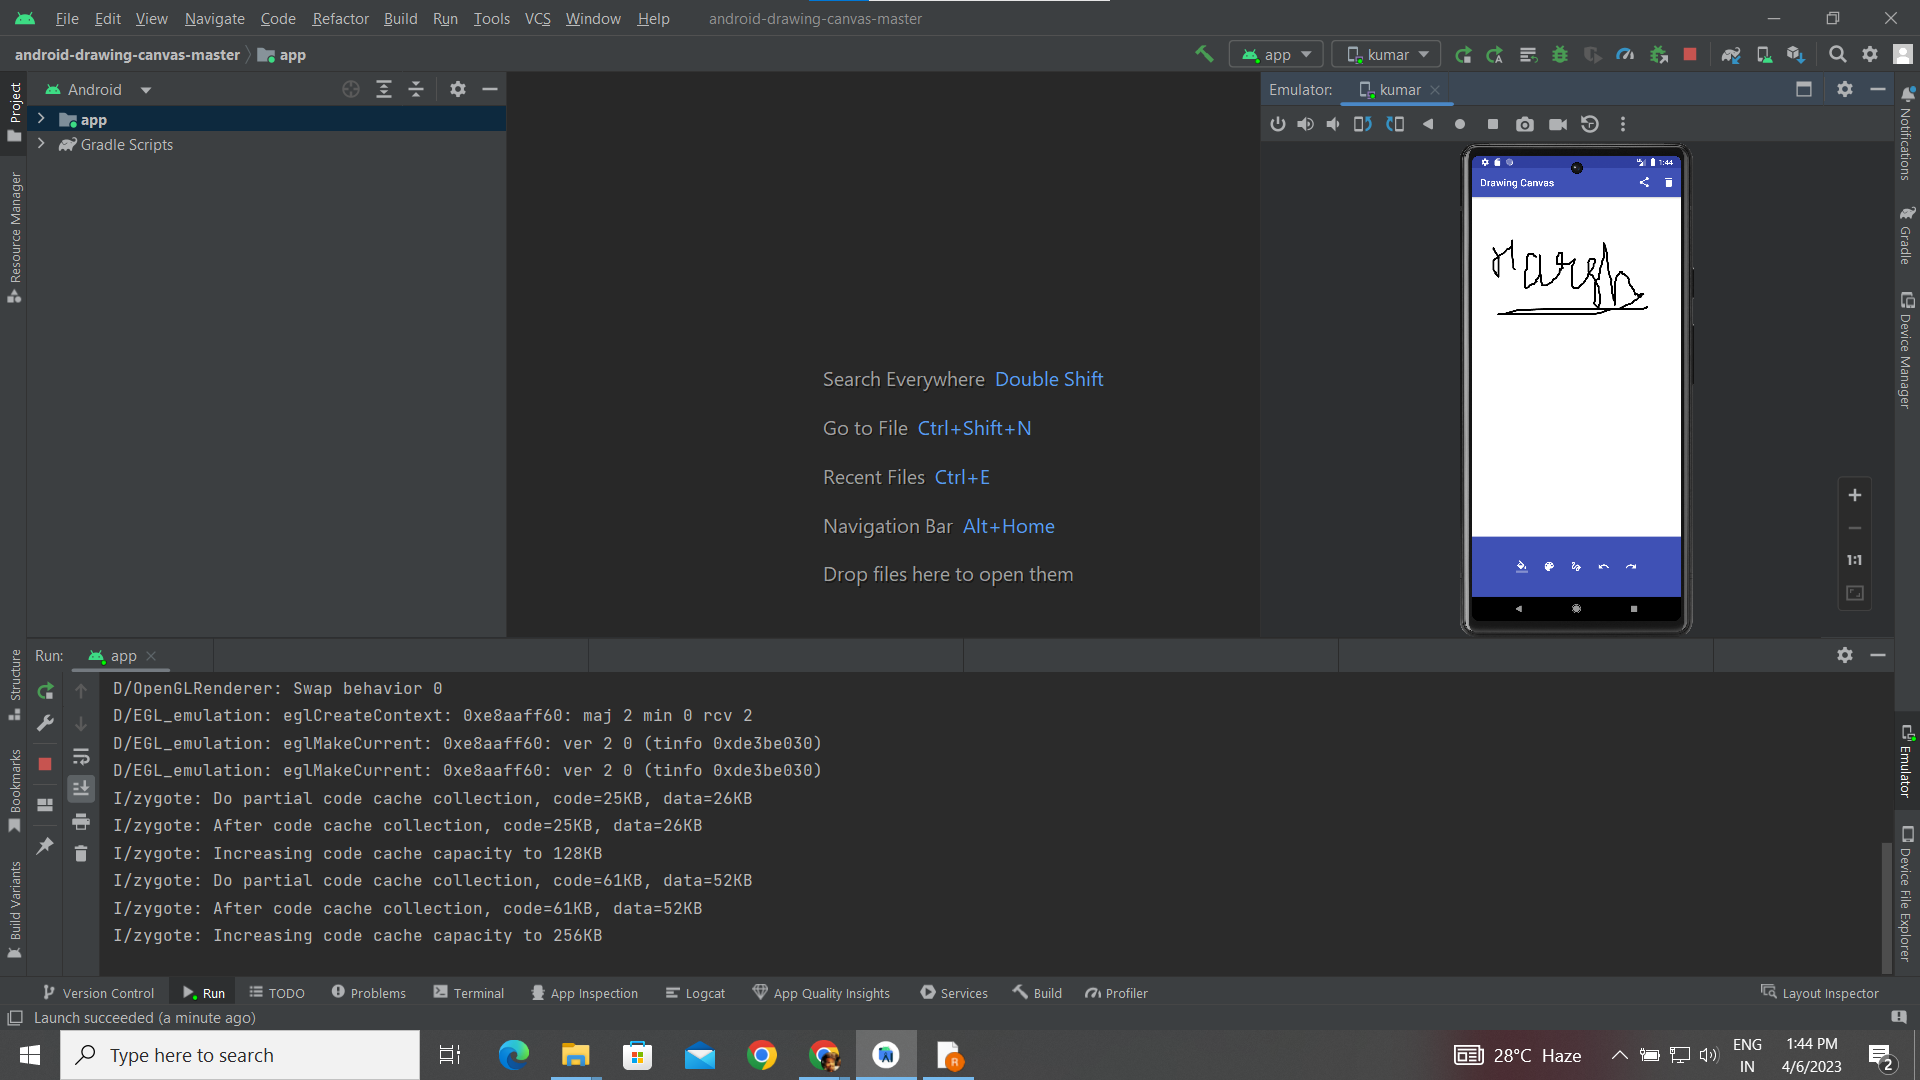 File Edit View Navigate Code Refactor Build Run Tools VCS Window Help android-drawing-canvas-master
android-drawing-canvas-master app app kumar
Android Emulator: kumar
app
Gradle Scripts
Project
Resource Manager
Structure
Bookmarks
Build Variants
Notifications
Gradle
Device Manager
Emulator
Device File Explorer
1:44
Drawing Canvas
Harsh
1:1
Search Everywhere Double Shift
Go to File Ctrl+Shift+N
Recent Files Ctrl+E
Navigation Bar Alt+Home
Drop files here to open them
Run: app
D/OpenGLRenderer: Swap behavior 0
D/EGL_emulation: eglCreateContext: 0xe8aaff60: maj 2 min 0 rcv 2
D/EGL_emulation: eglMakeCurrent: 0xe8aaff60: ver 2 0 (tinfo 0xde3be030)
D/EGL_emulation: eglMakeCurrent: 0xe8aaff60: ver 2 0 (tinfo 0xde3be030)
I/zygote: Do partial code cache collection, code=25KB, data=26KB
I/zygote: After code cache collection, code=25KB, data=26KB
I/zygote: Increasing code cache capacity to 128KB
I/zygote: Do partial code cache collection, code=61KB, data=52KB
I/zygote: After code cache collection, code=61KB, data=52KB
I/zygote: Increasing code cache capacity to 256KB
Version Control Run TODO Problems Terminal App Inspection Logcat App Quality Insights Services Build Profiler Layout Inspector
Launch succeeded (a minute ago)
Type here to search 28°C Haze ENG 1:44 PM
IN 4/6/2023 2